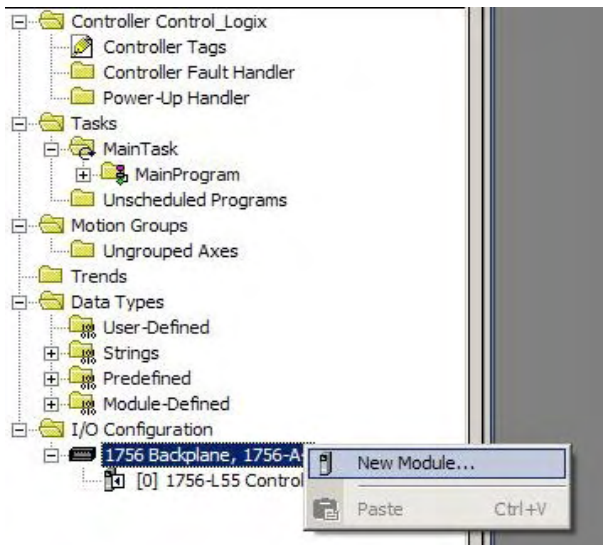 Controller Control_Logix
Controller Tags
Controller Fault Handler
Power-Up Handler
Tasks
MainTask
MainProgram
Unscheduled Programs
Motion Groups
Ungrouped Axes
Trends
Data Types
User-Defined
Strings
Predefined
Module-Defined
I/O Configuration
1756 Backplane, 1756-A
New Module...
[0] 1756-L55 Control
Paste Ctrl+V